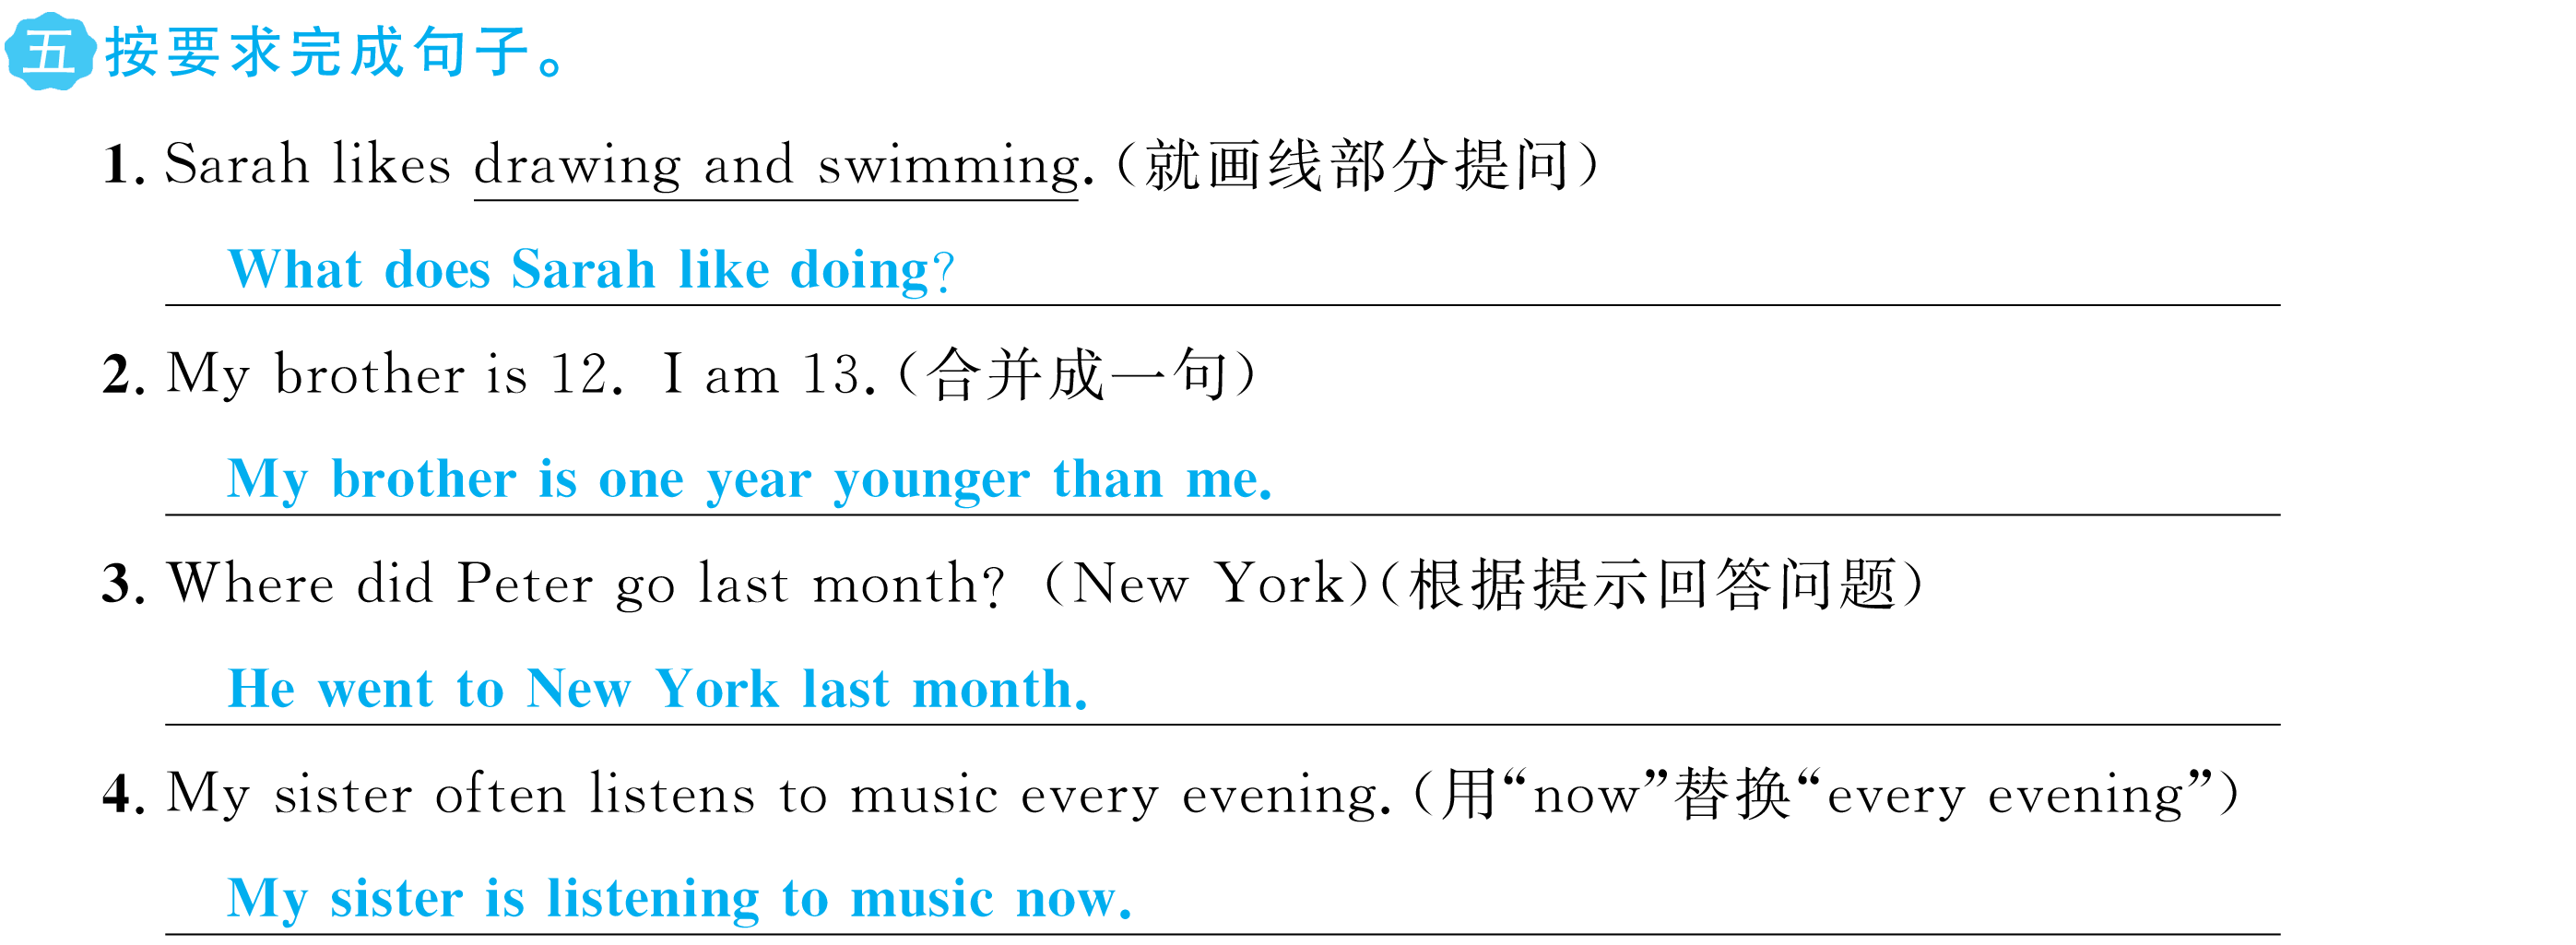 五 按要求完成句子。
1. Sarah likes drawing and swimming.(就画线部分提问)
What does Sarah like doing?
2. My brother is 12. I am 13.(合并成一句)
My brother is one year younger than me.
3. Where did Peter go last month? (New York)(根据提示回答问题)
He went to New York last month.
4. My sister often listens to music every evening.(用“now”替换“every evening”)
My sister is listening to music now.